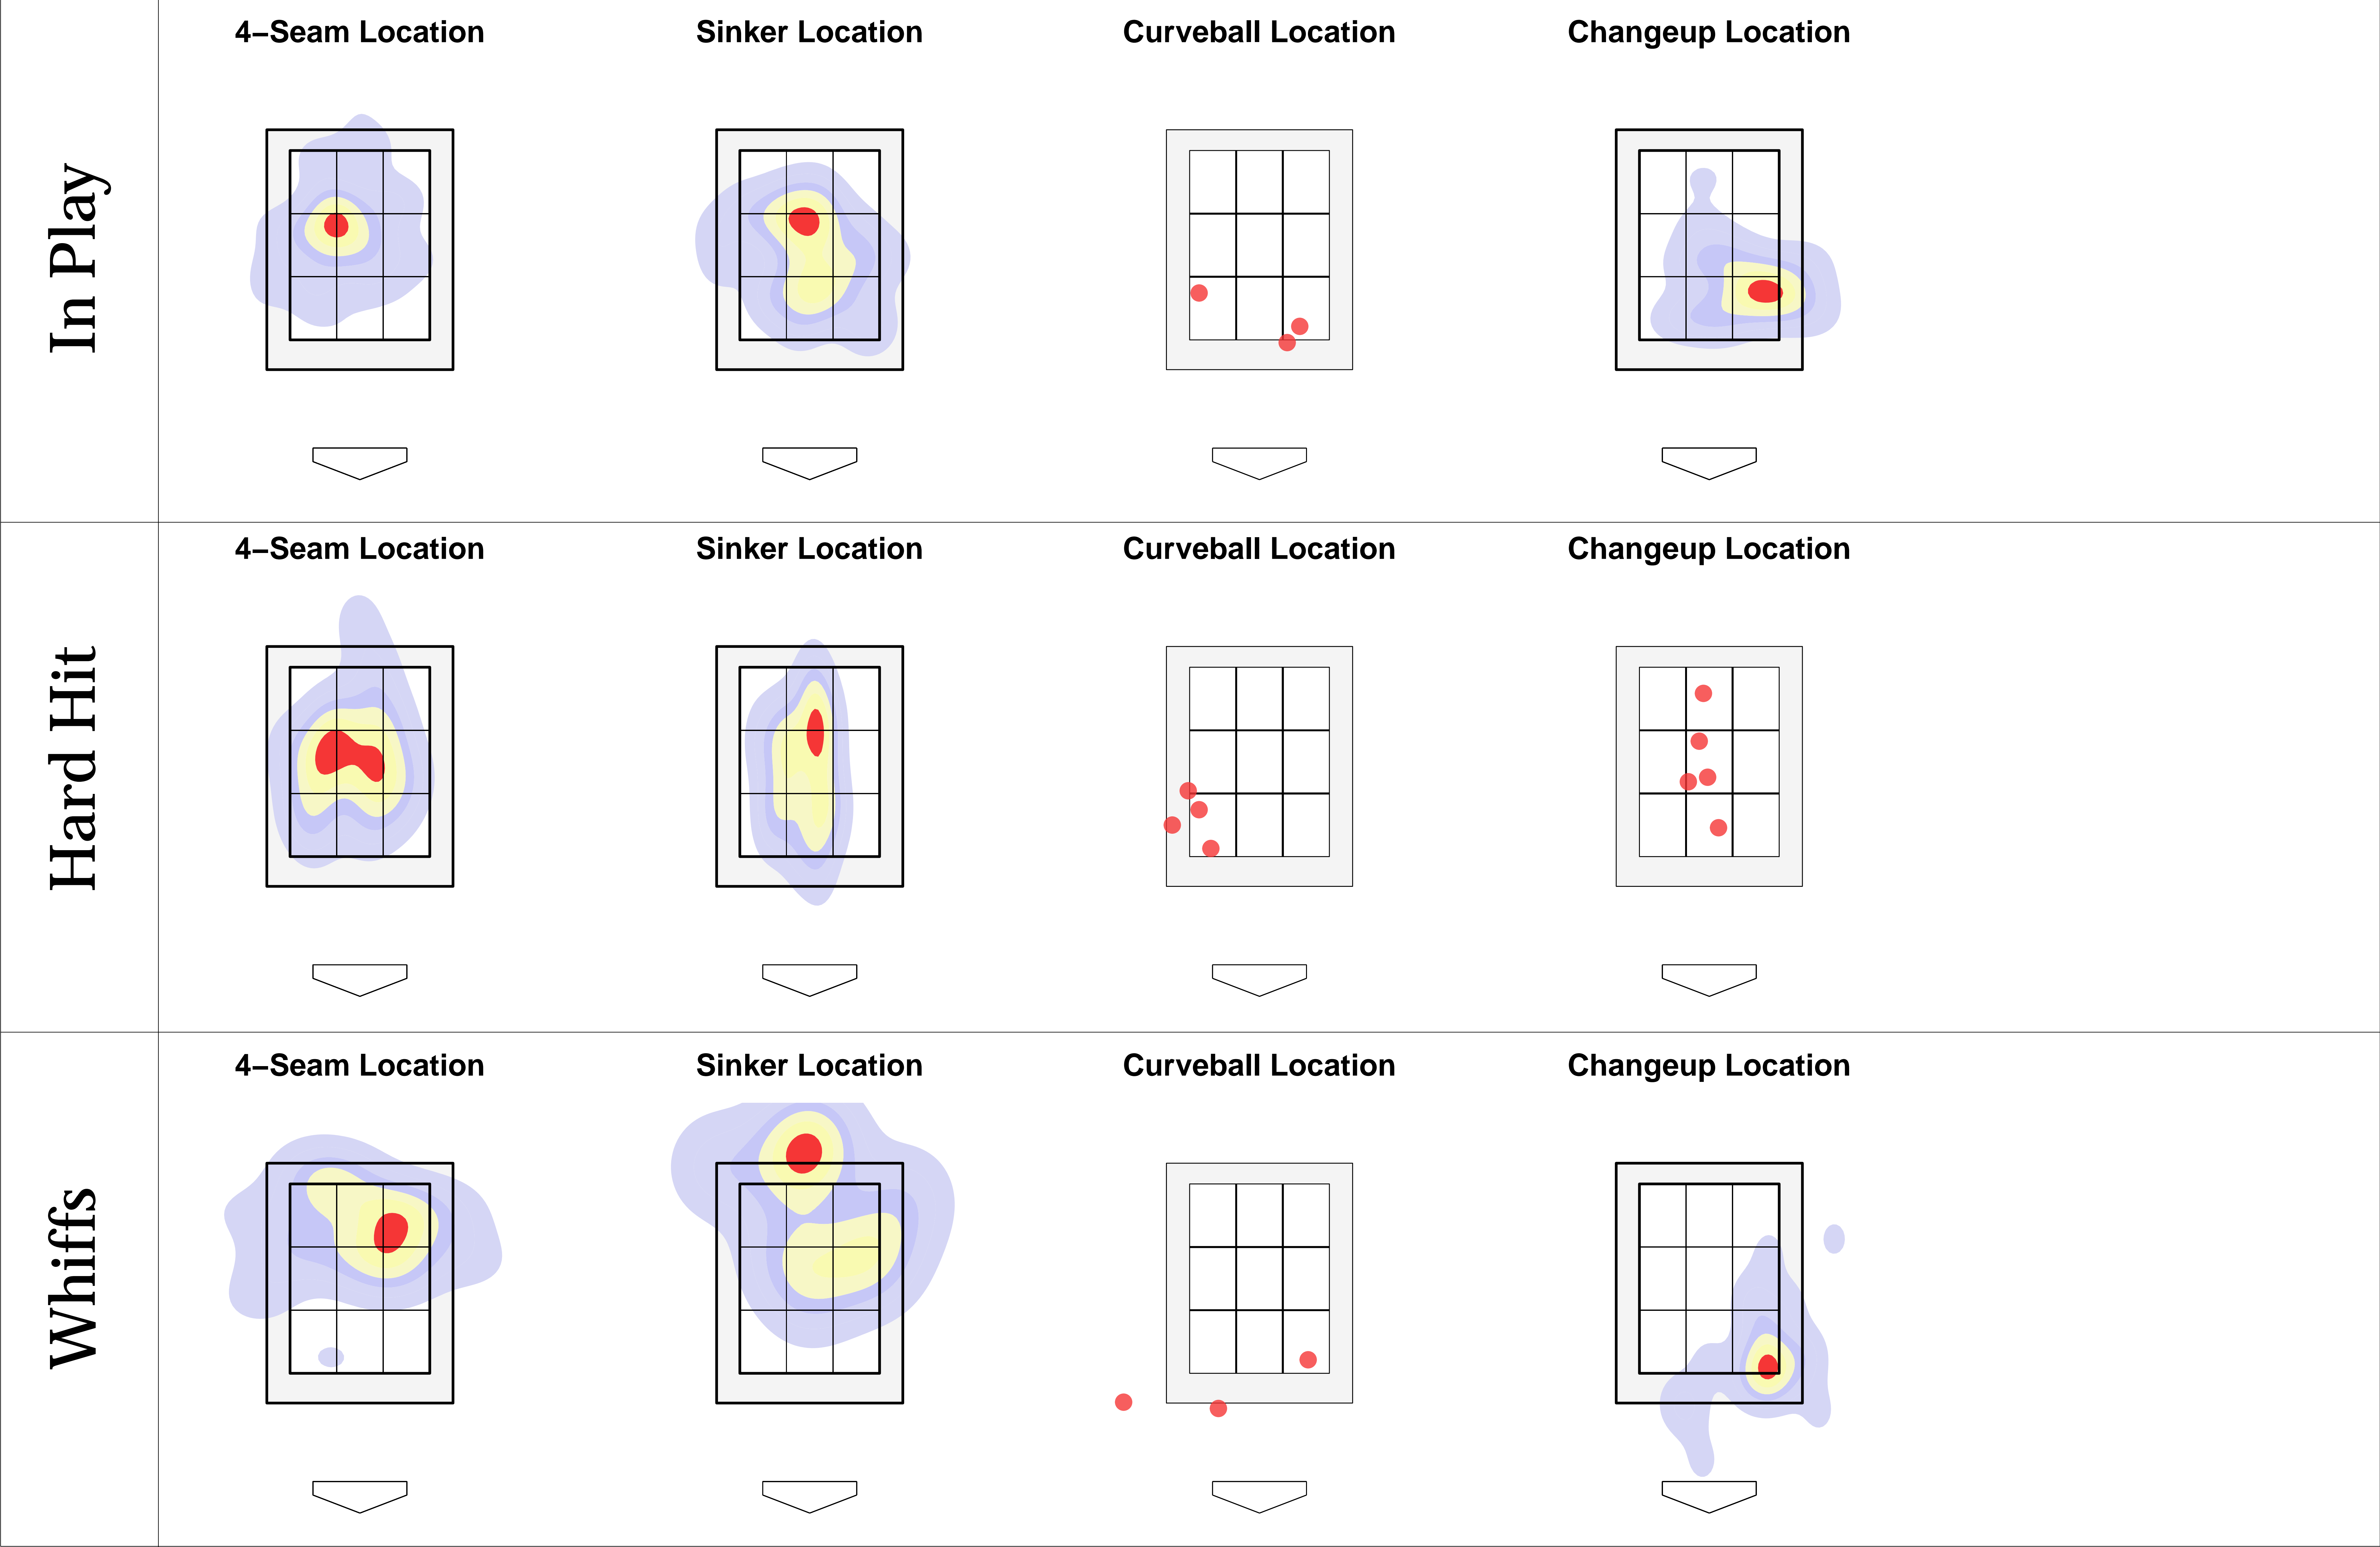 In Play
4–Seam Location
Sinker Location
Curveball Location
Changeup Location
Hard Hit
4–Seam Location
Sinker Location
Curveball Location
Changeup Location
Whiffs
4–Seam Location
Sinker Location
Curveball Location
Changeup Location